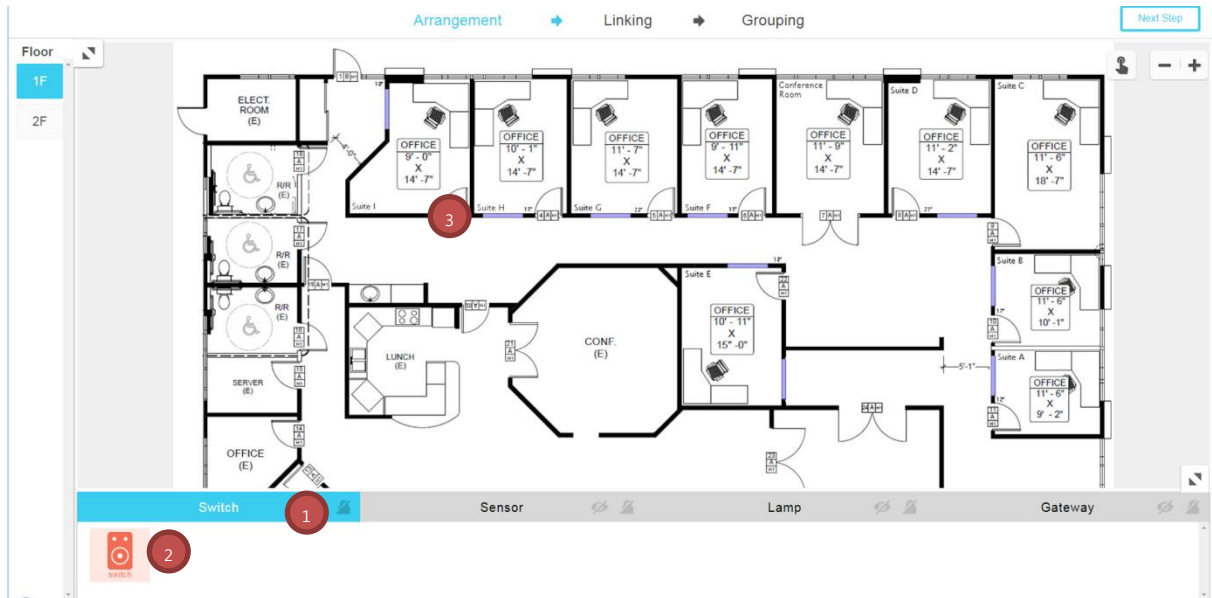 Arrangement Linking Grouping
Next Step
Floor
1F
2F
ELECT.
ROOM
(E)
4'-0"
R/R
(E)
R/R
(E)
R/R
(E)
SERVER
(E)
OFFICE
(E)
OFFICE
9' - 0"
X
14' -7"
Suite I
OFFICE
10' - 1"
X
14' -7"
Suite H
OFFICE
11' - 7"
X
14' -7"
Suite G
OFFICE
9' - 11"
X
14' -7"
Suite F
Conference
Room
OFFICE
11' - 9"
X
14' -7"
Suite D
OFFICE
11' - 2"
X
14' -7"
Suite C
OFFICE
11' - 6"
X
18' -7"
Suite B
OFFICE
11' - 6"
X
10' -1"
Suite A
OFFICE
11' - 6"
X
9' - 2"
5'-1"
Suite E
OFFICE
10' - 11"
X
15" -0"
LUNCH
(E)
CONF.
(E)
3
Switch
1
Sensor
Lamp
Gateway
switch
2